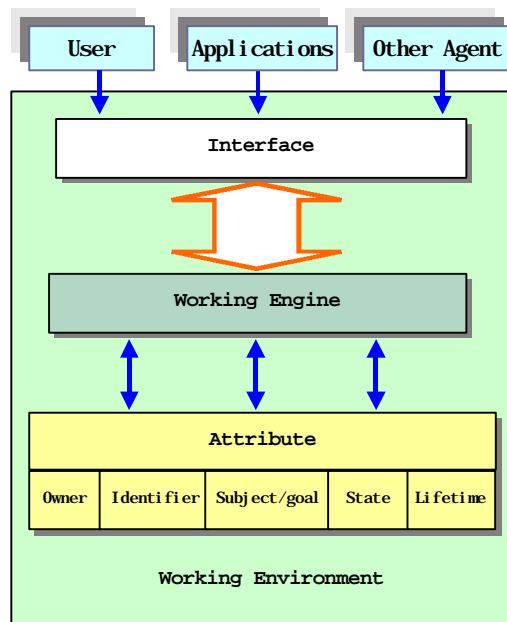 User Applications Other Agent
Interface
Working Engine
Attribute
Owner Identifier Subject/goal State Lifetime
Working Environment